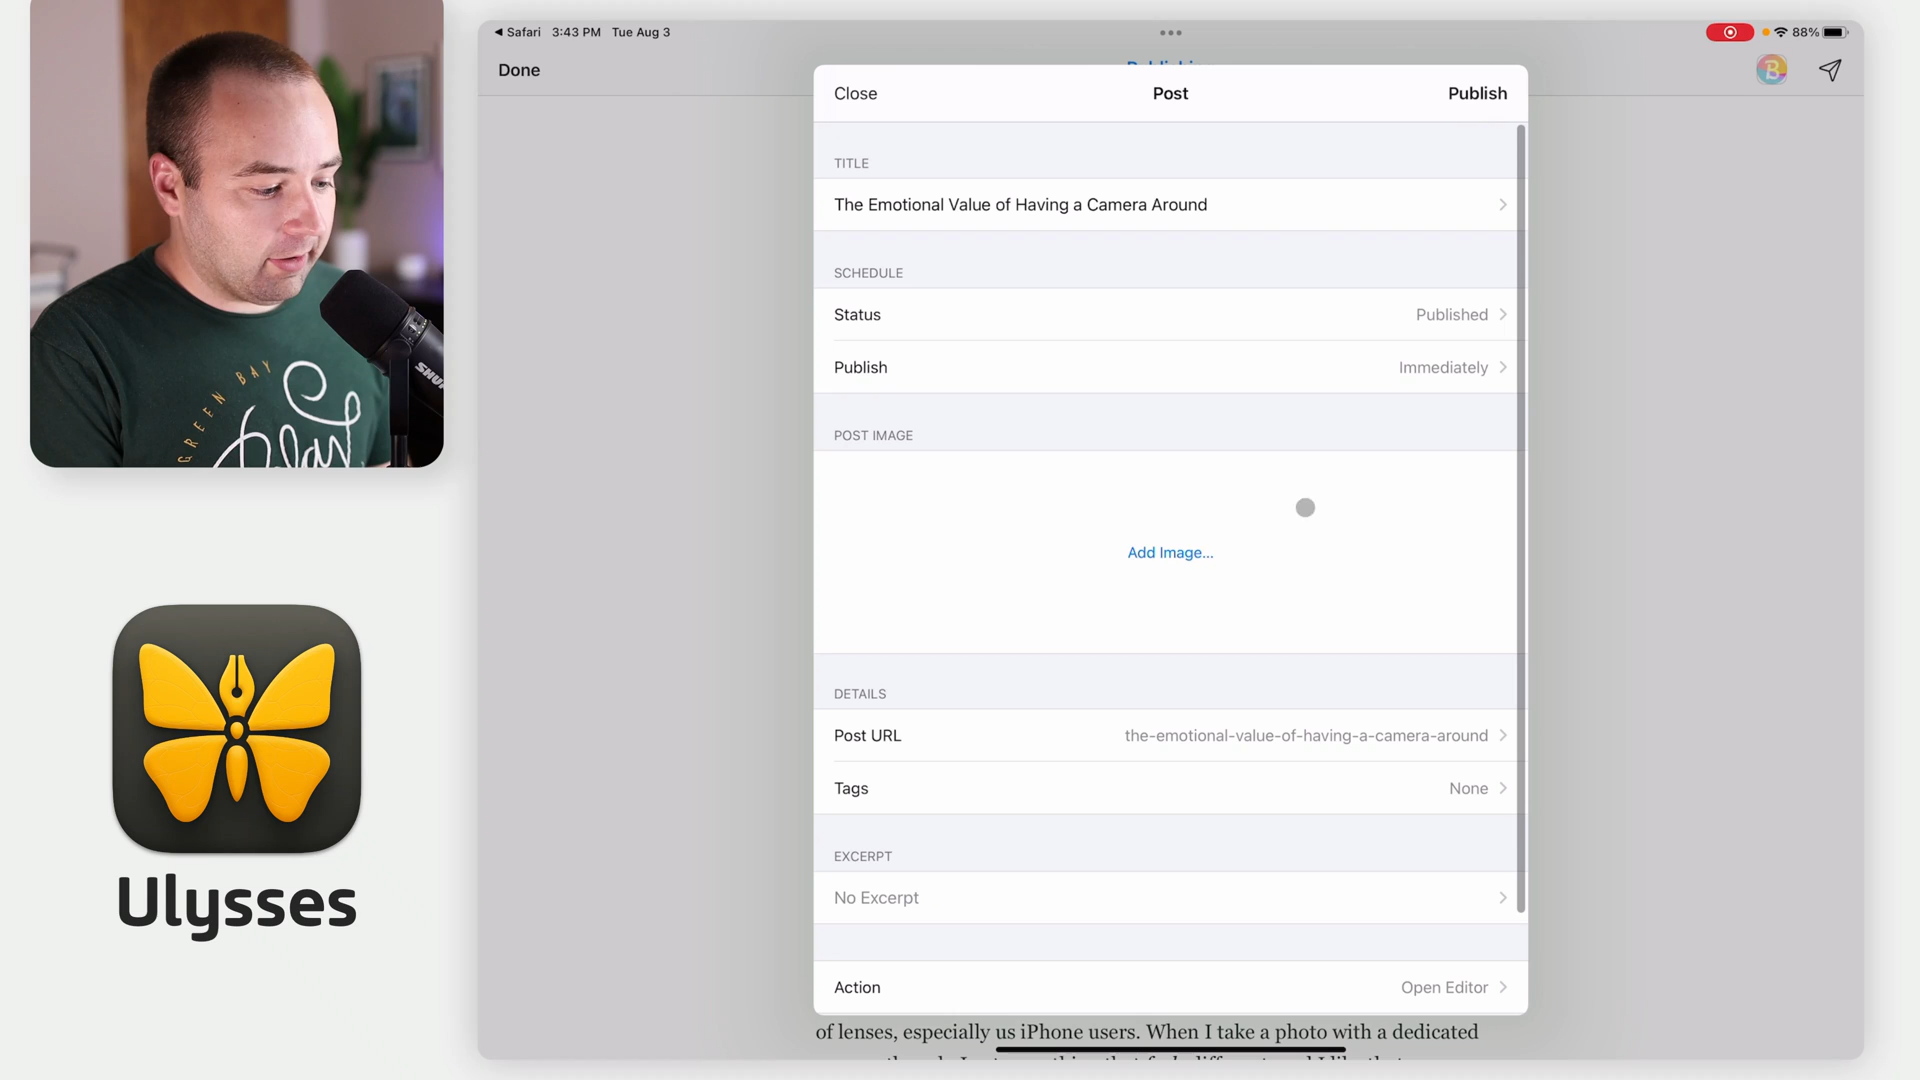 Safari 3:43 PM Tue Aug 3
88%
Done
Close Post Publish
TITLE
The Emotional Value of Having a Camera Around
SCHEDULE
Status Published
Publish Immediately
POST IMAGE
Add Image...
DETAILS
Post URL the-emotional-value-of-having-a-camera-around
Tags None
EXCERPT
No Excerpt
Action Open Editor
of lenses, especially us iPhone users. When I take a photo with a dedicated
GREEN BAY
Ulysses